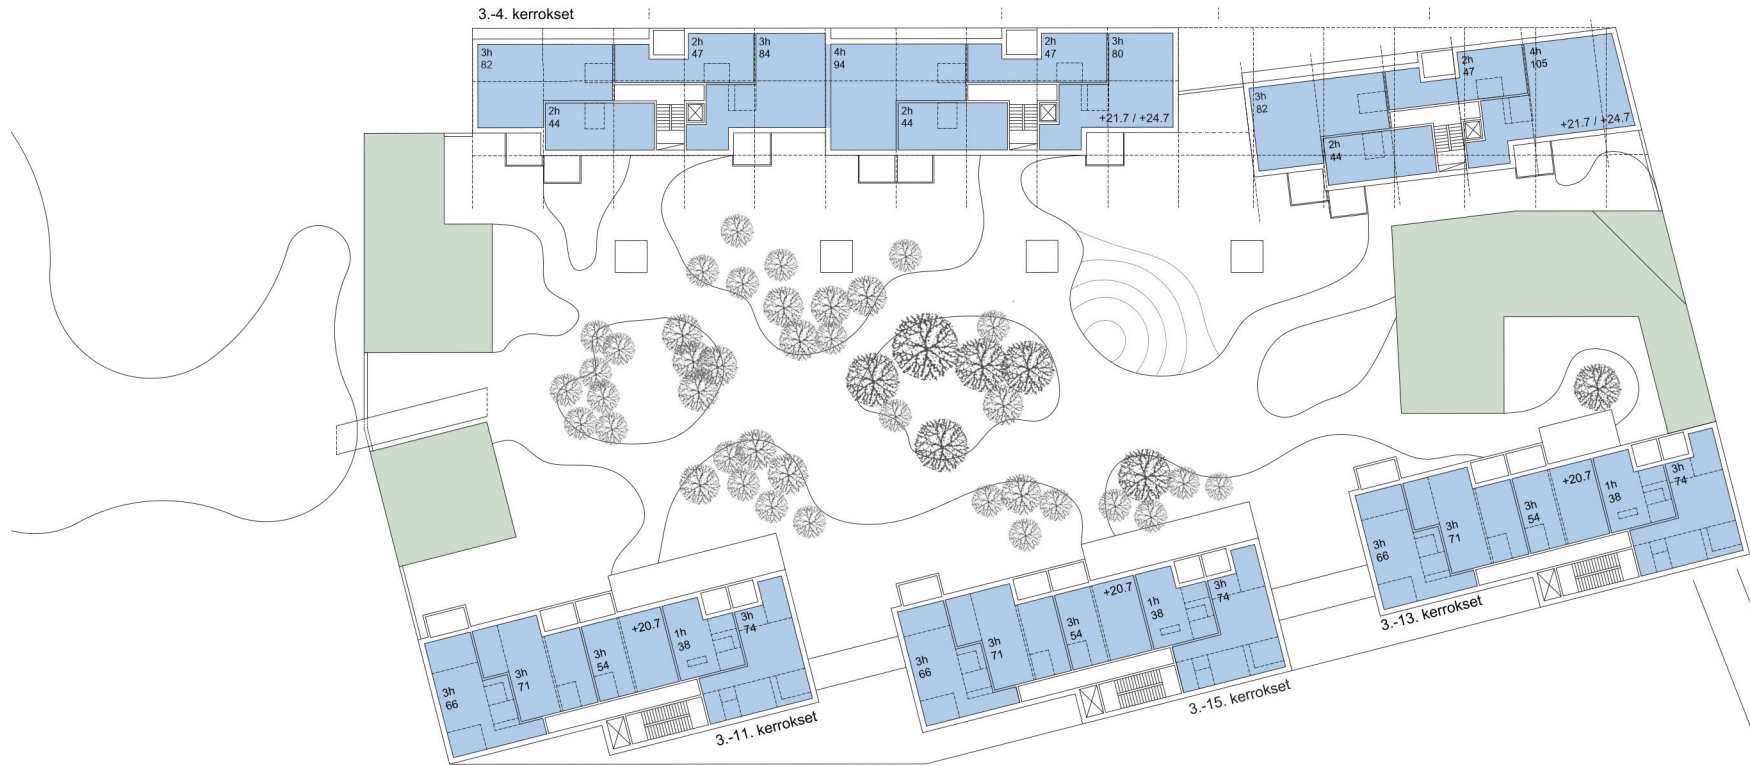 3.-4. kerrokset
3h
82
2h
47
3h
84
4h
94
2h
47
3h
80
2h
44
2h
44
+21.7 / +24.7
3h
82
2h
47
4h
105
2h
44
+21.7 / +24.7
3h
66
3h
71
3h
54
+20.7
1h
38
3h
74
3.-11. kerrokset
3h
66
3h
71
3h
54
+20.7
1h
38
3h
74
3.-15. kerrokset
3h
66
3h
71
3h
54
+20.7
1h
38
3h
74
3.-13. kerrokset